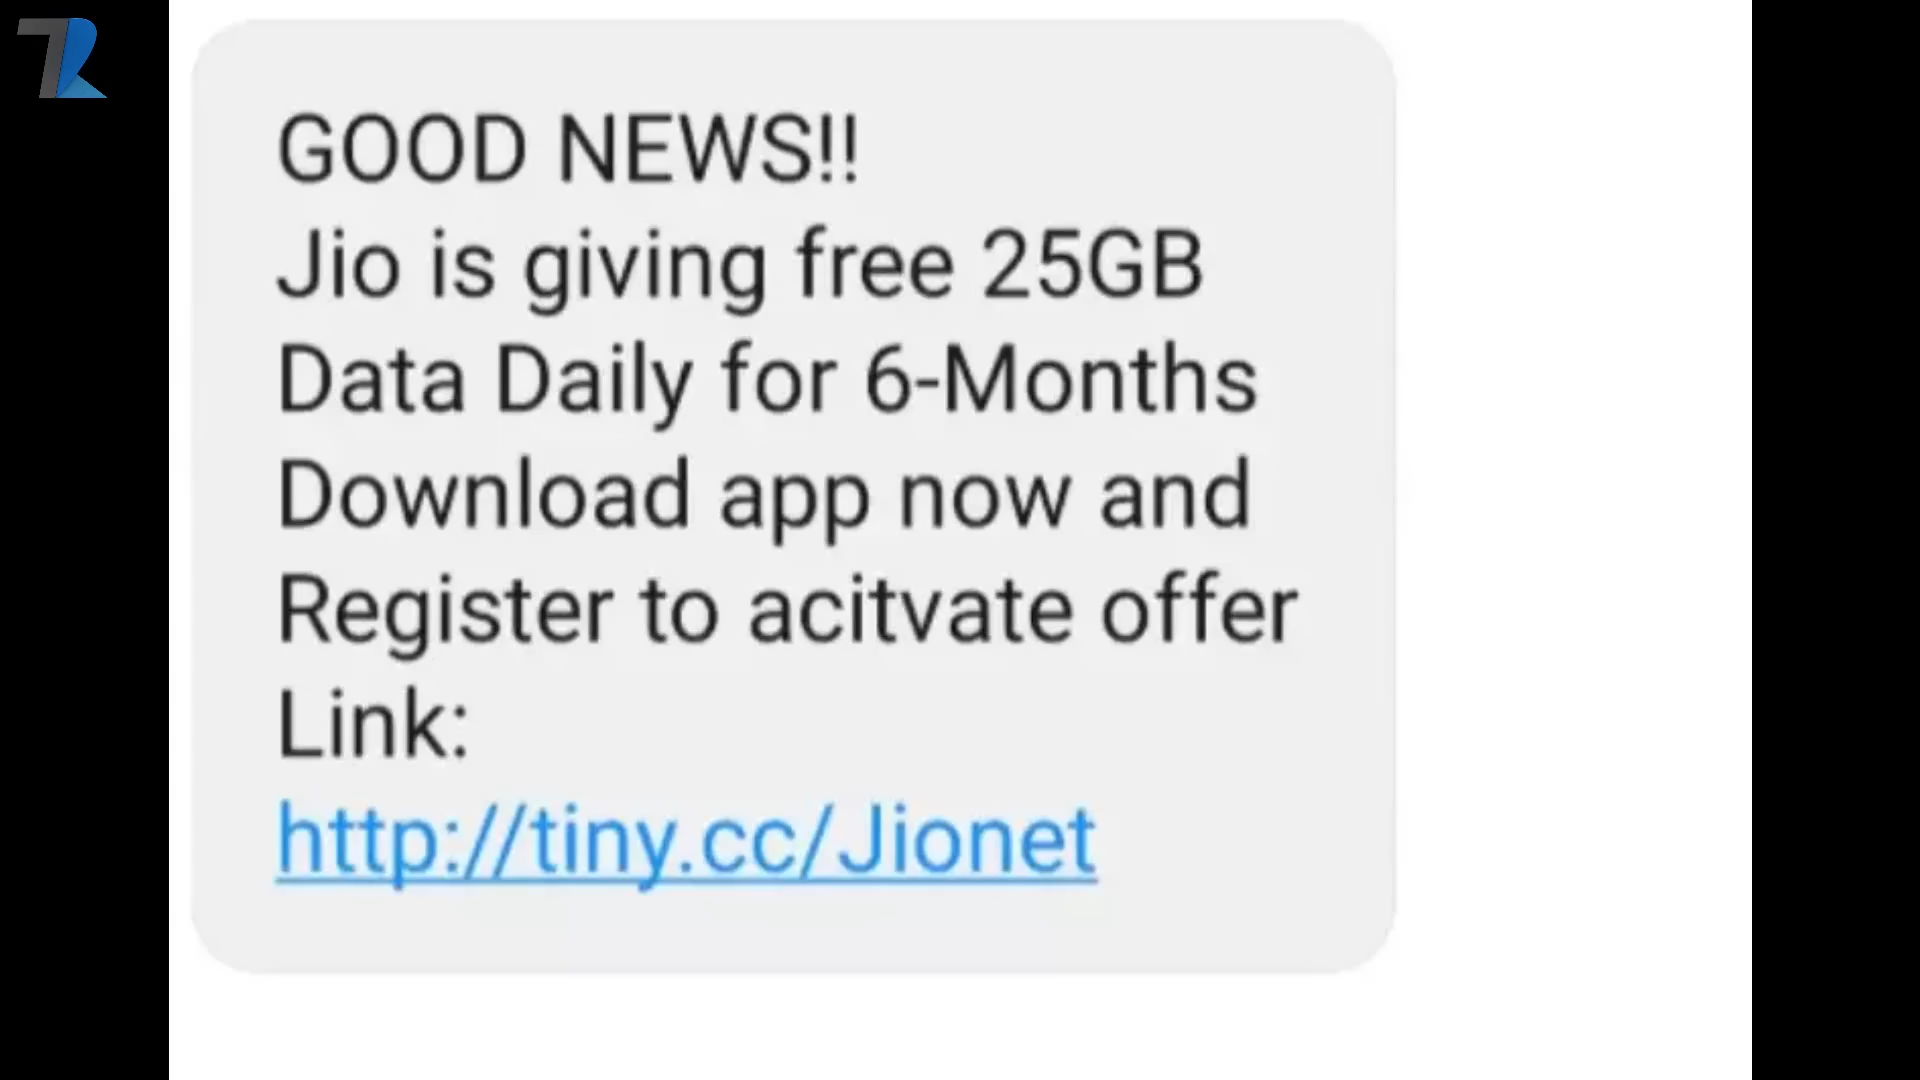 GOOD NEWS!!
Jio is giving free 25GB
Data Daily for 6-Months
Download app now and
Register to acitvate offer
Link:
http://tiny.cc/Jionet